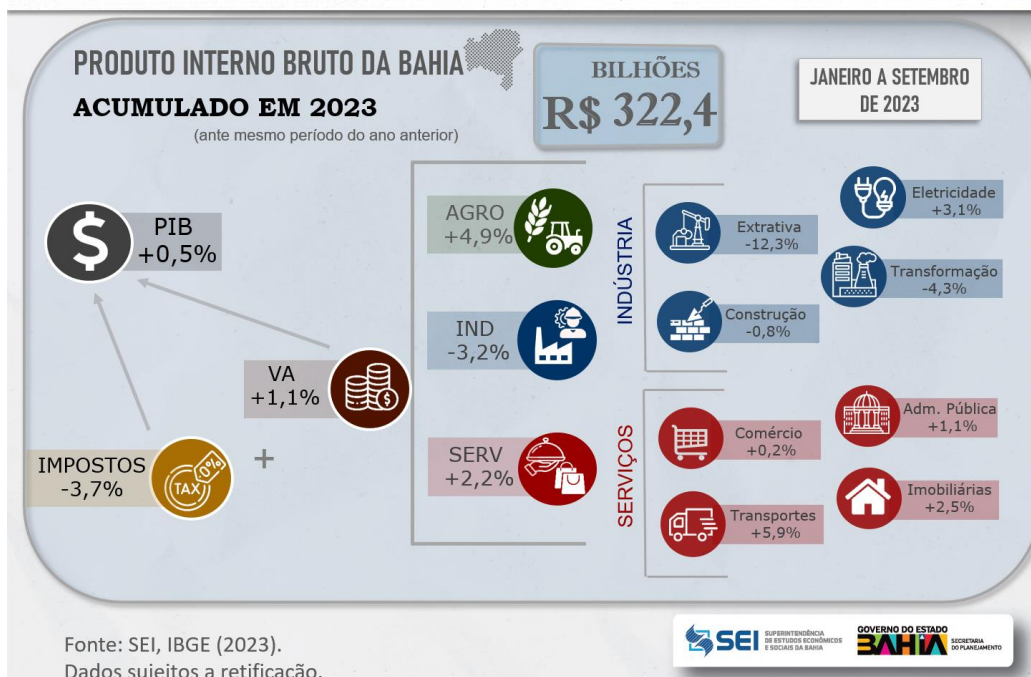 PRODUTO INTERNO BRUTO DA BAHIA
ACUMULADO EM 2023
(ante mesmo período do ano anterior)
BILHÕES
R$ 322,4
JANEIRO A SETEMBRO
DE 2023
PIB
+0,5%
VA
+1,1%
IMPOSTOS
-3,7%
TAX
0%
+
AGRO
+4,9%
IND
-3,2%
SERV
+2,2%
INDÚSTRIA
Extrativa
-12,3%
Eletricidade
+3,1%
Transformação
-4,3%
Construção
-0,8%
SERVIÇOS
Comércio
+0,2%
Adm. Pública
+1,1%
Transportes
+5,9%
Imobiliárias
+2,5%
Fonte: SEI, IBGE (2023).
Dados sujeitos a retificação.
SEI
SUPERINTENDÊNCIA
DE ESTUDOS ECONÔMICOS
E SOCIAIS DA BAHIA
GOVERNO DO ESTADO
BAHIA
SECRETARIA
DO PLANEJAMENTO